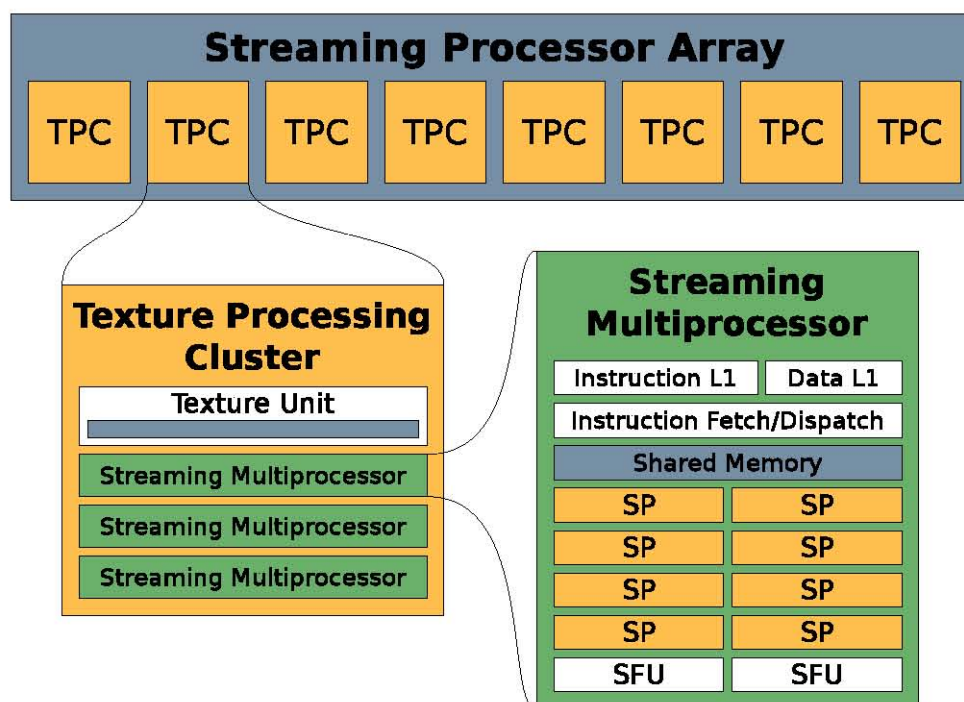 Streaming Processor Array
TPC TPC TPC TPC TPC TPC TPC TPC
Texture Processing
Cluster
Texture Unit
Streaming Multiprocessor
Streaming Multiprocessor
Streaming Multiprocessor
Streaming
Multiprocessor
Instruction L1 Data L1
Instruction Fetch/Dispatch
Shared Memory
SP SP
SP SP
SP SP
SP SP
SFU SFU